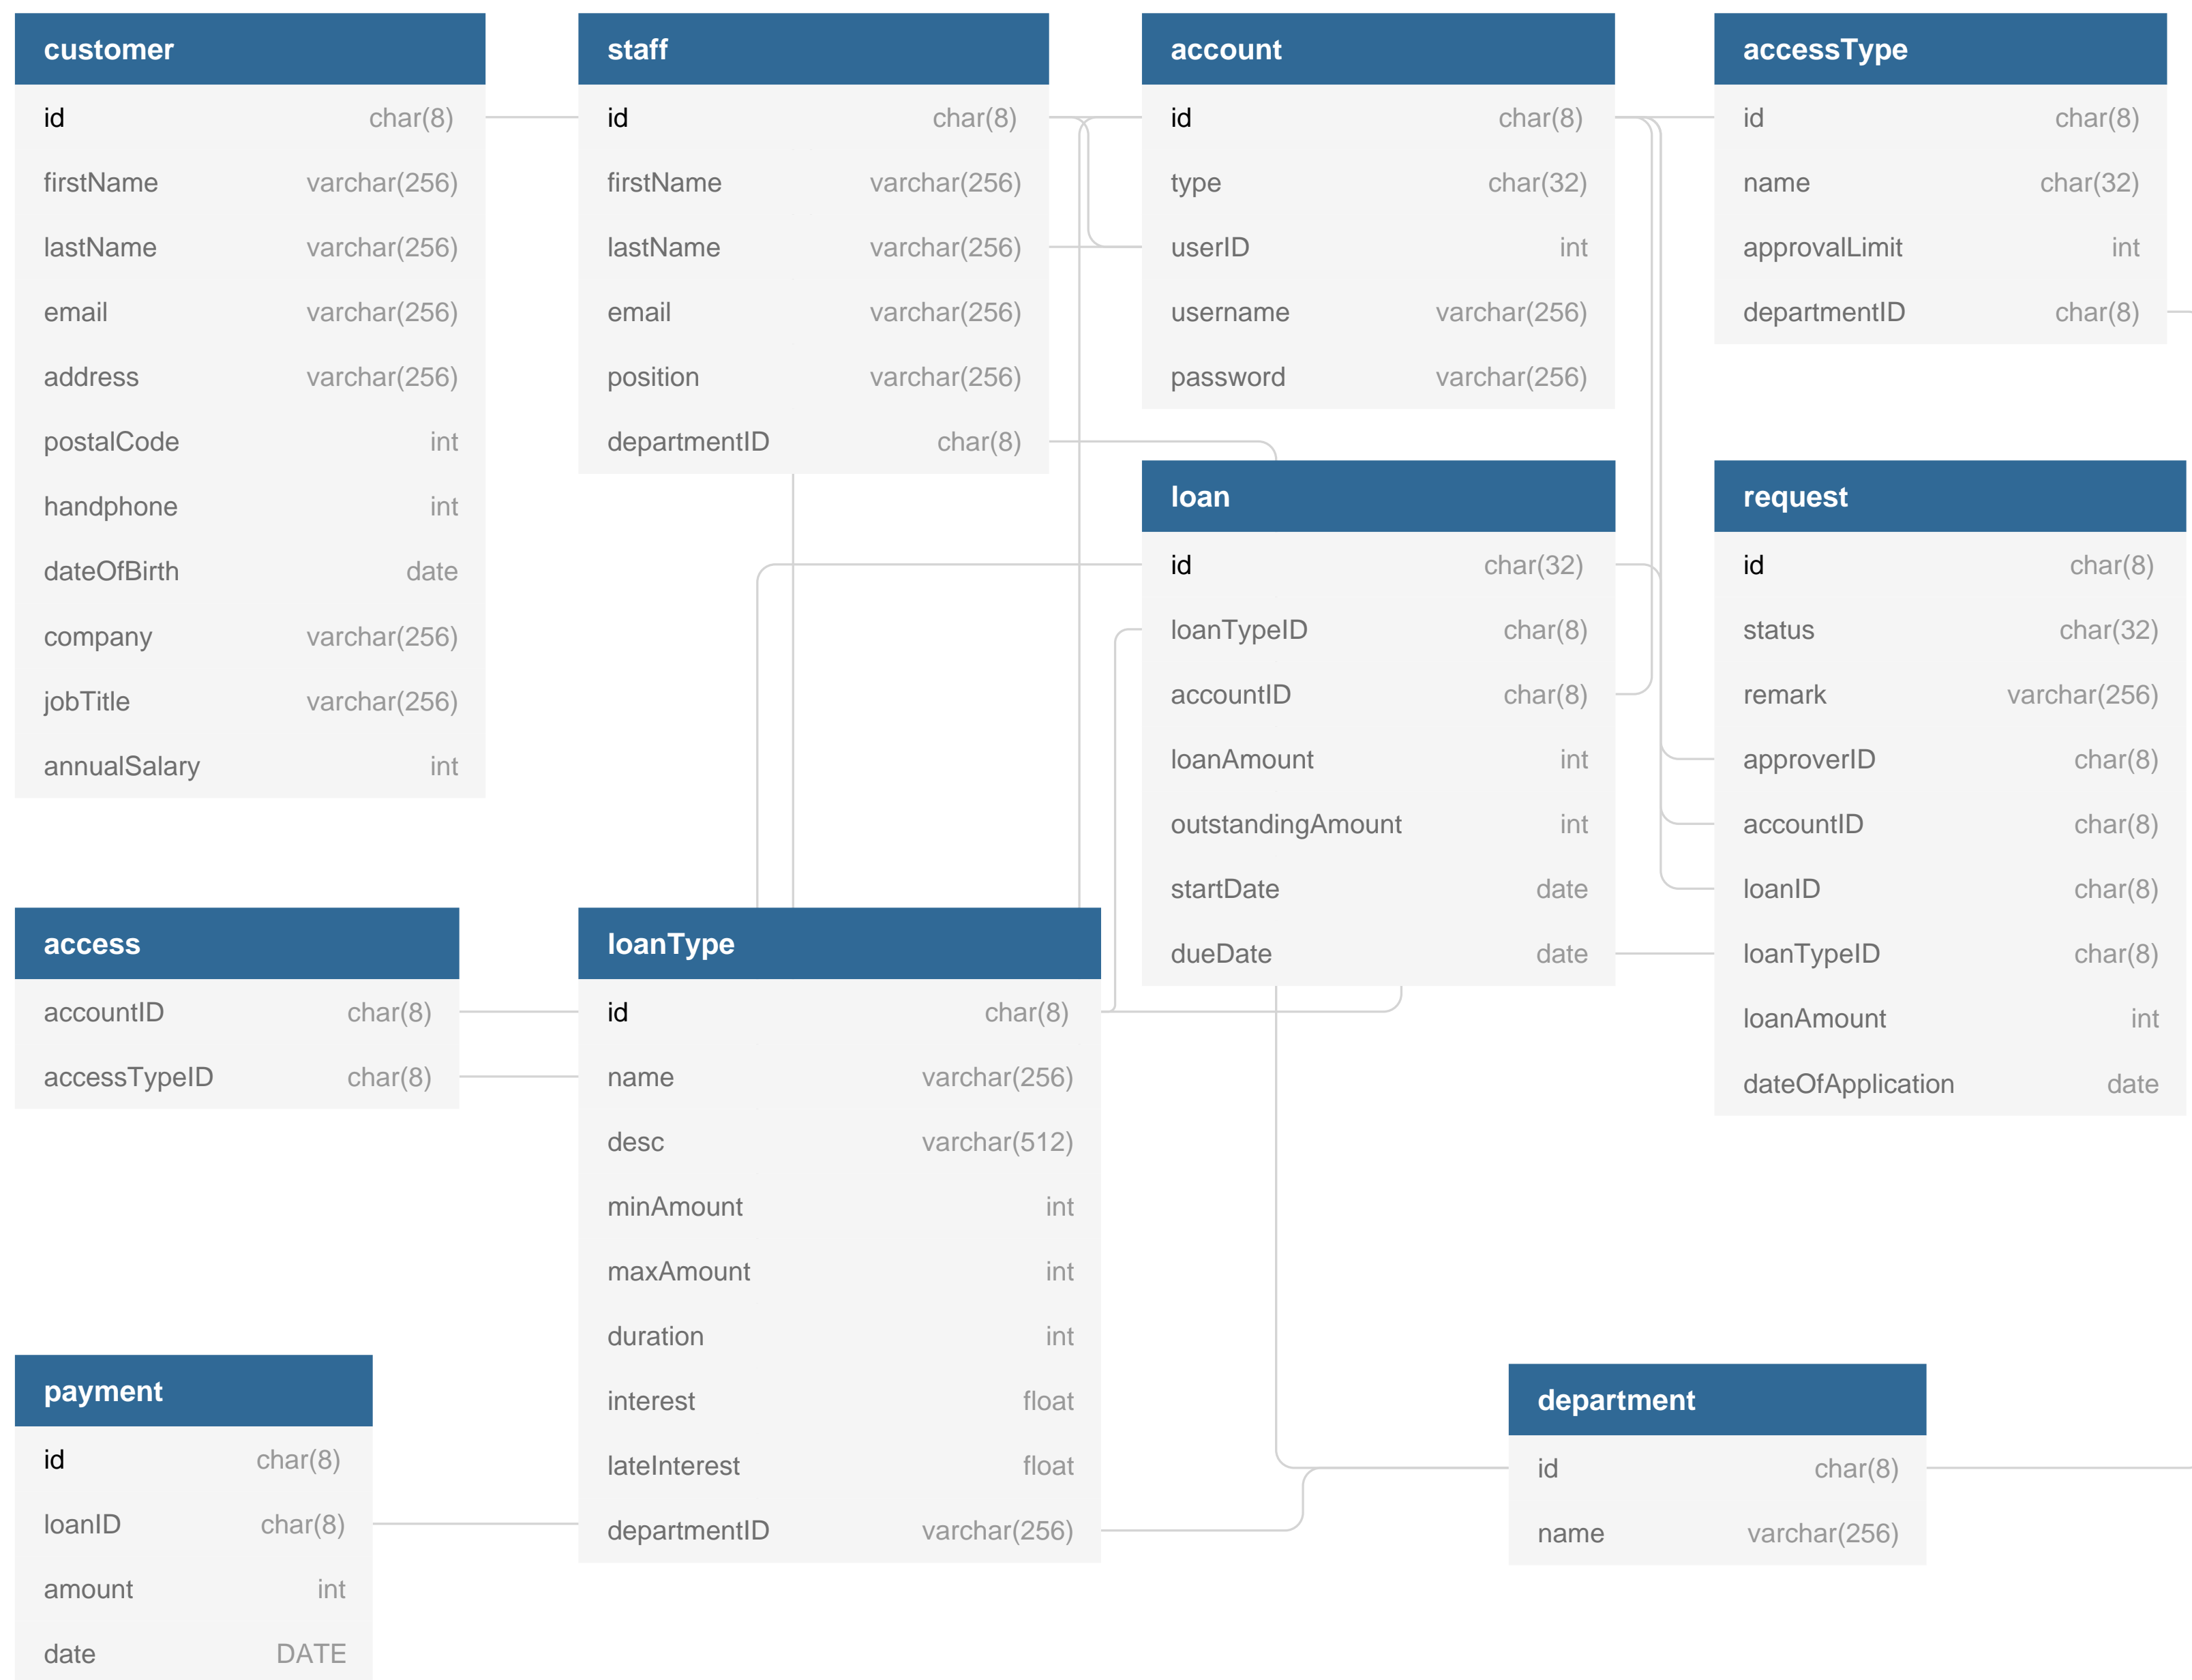 customer
id char(8)
firstName varchar(256)
lastName varchar(256)
email varchar(256)
address varchar(256)
postalCode int
handphone int
dateOfBirth date
company varchar(256)
jobTitle varchar(256)
annualSalary int
staff
id char(8)
firstName varchar(256)
lastName varchar(256)
email varchar(256)
position varchar(256)
departmentID char(8)
account
id char(8)
type char(32)
userID int
username varchar(256)
password varchar(256)
accessType
id char(8)
name char(32)
approvalLimit int
departmentID char(8)
loan
id char(32)
loanTypeID char(8)
accountID char(8)
loanAmount int
outstandingAmount int
startDate date
dueDate date
request
id char(8)
status char(32)
remark varchar(256)
approverID char(8)
accountID char(8)
loanID char(8)
loanTypeID char(8)
loanAmount int
dateOfApplication date
access
accountID char(8)
accessTypeID char(8)
loanType
id char(8)
name varchar(256)
desc varchar(512)
minAmount int
maxAmount int
duration int
interest float
lateInterest float
departmentID varchar(256)
payment
id char(8)
loanID char(8)
amount int
date DATE
department
id char(8)
name varchar(256)